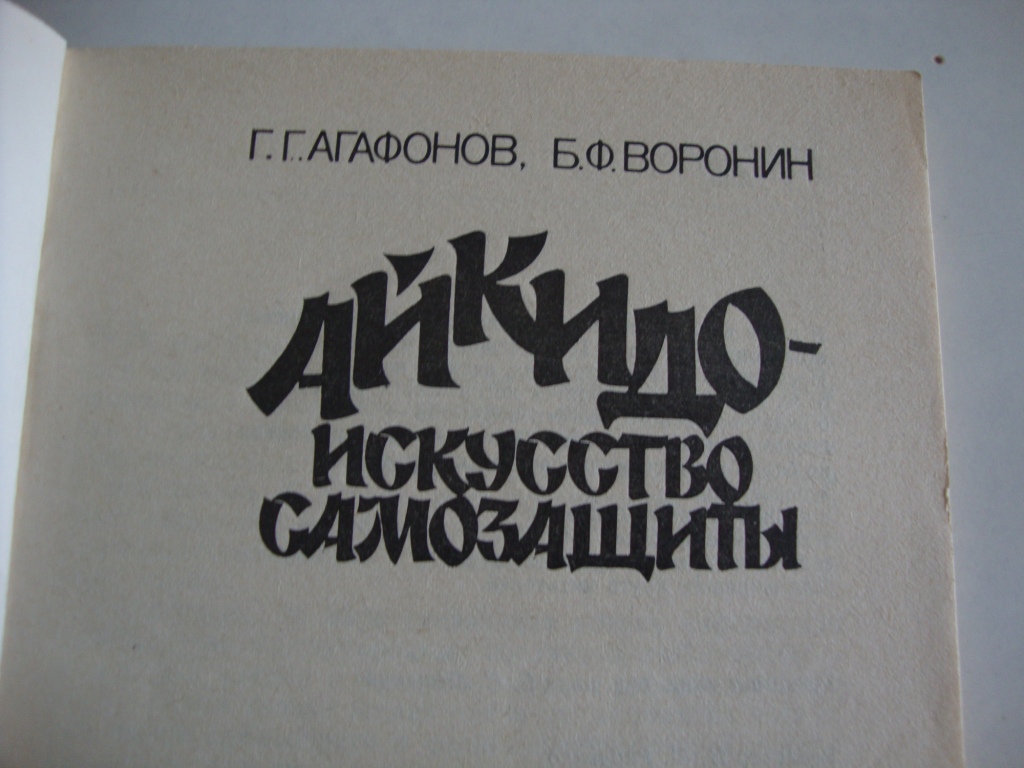 Г. Г. АГАФОНОВ, Б.Ф. ВОРОНИН
АЙКИДО-
ИСКУССТВО
САМОЗАЩИТЫ